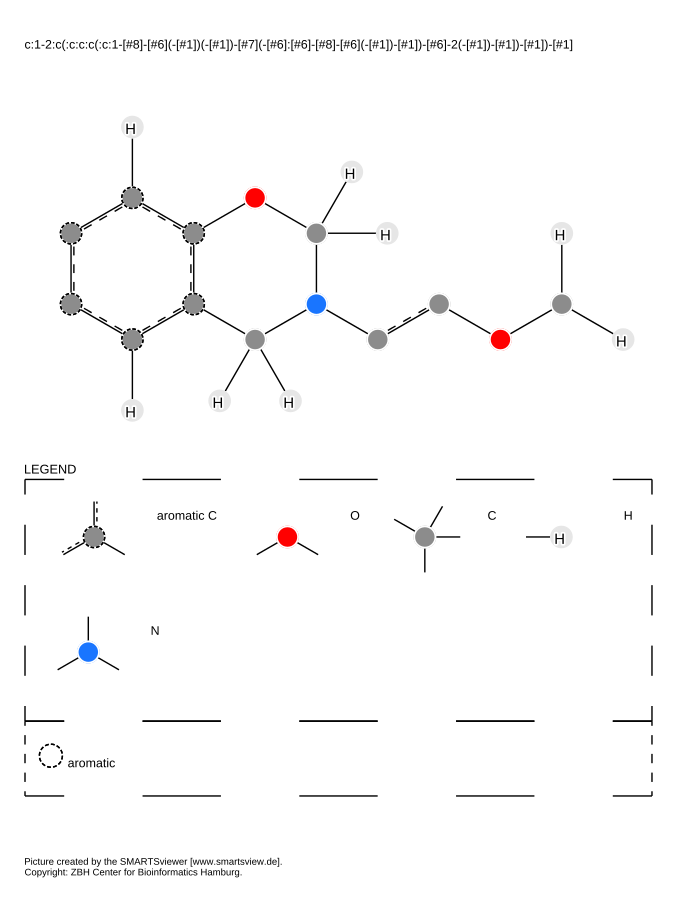 c:1-2:c(:c:c:c(:c:1-[#8]-[#6](-[#1])(-[#1])-[#7](-[#6]:[#6]-[#8]-[#6](-[#1])-[#1])-[#6]-2(-[#1])-[#1])-[#1])-[#1]
H
H
H
H
H
H
H
H
LEGEND
aromatic C
O
C
H
H
N
aromatic
Picture created by the SMARTSviewer [www.smartsview.de].
Copyright: ZBH Center for Bioinformatics Hamburg.